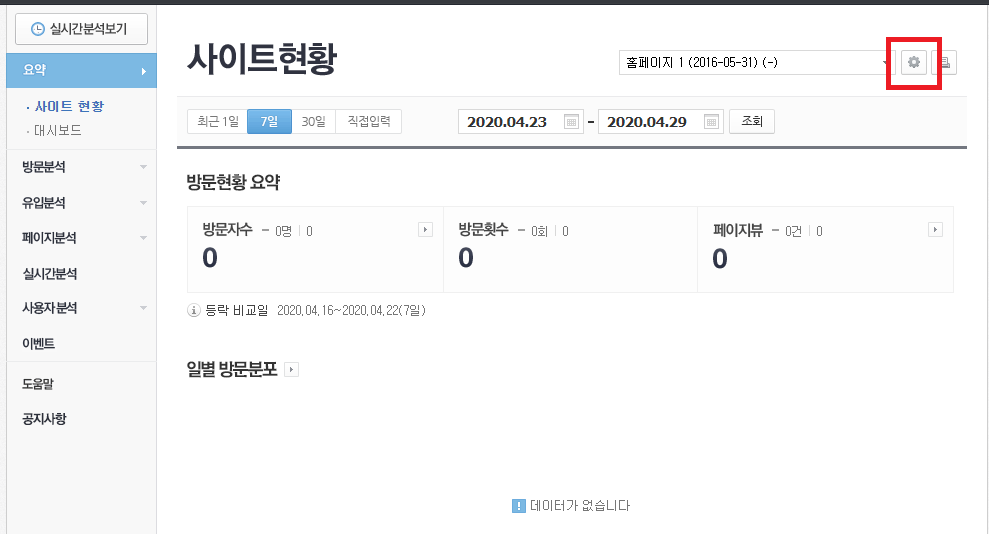 실시간분석보기
요약
· 사이트 현황
· 대시보드
방문분석
유입분석
페이지분석
실시간분석
사용자분석
이벤트
도움말
공지사항
사이트현황
홈페이지 1 (2016-05-31) (-)
최근 1일 7일 30일 직접입력 2020.04.23 - 2020.04.29 조회
방문현황 요약
방문자수 - 0명 | 0
0
방문횟수 - 0회 | 0
0
페이지뷰 - 0건 | 0
0
등락 비교일 2020.04.16~2020.04.22(7일)
일별 방문분포
데이터가 없습니다